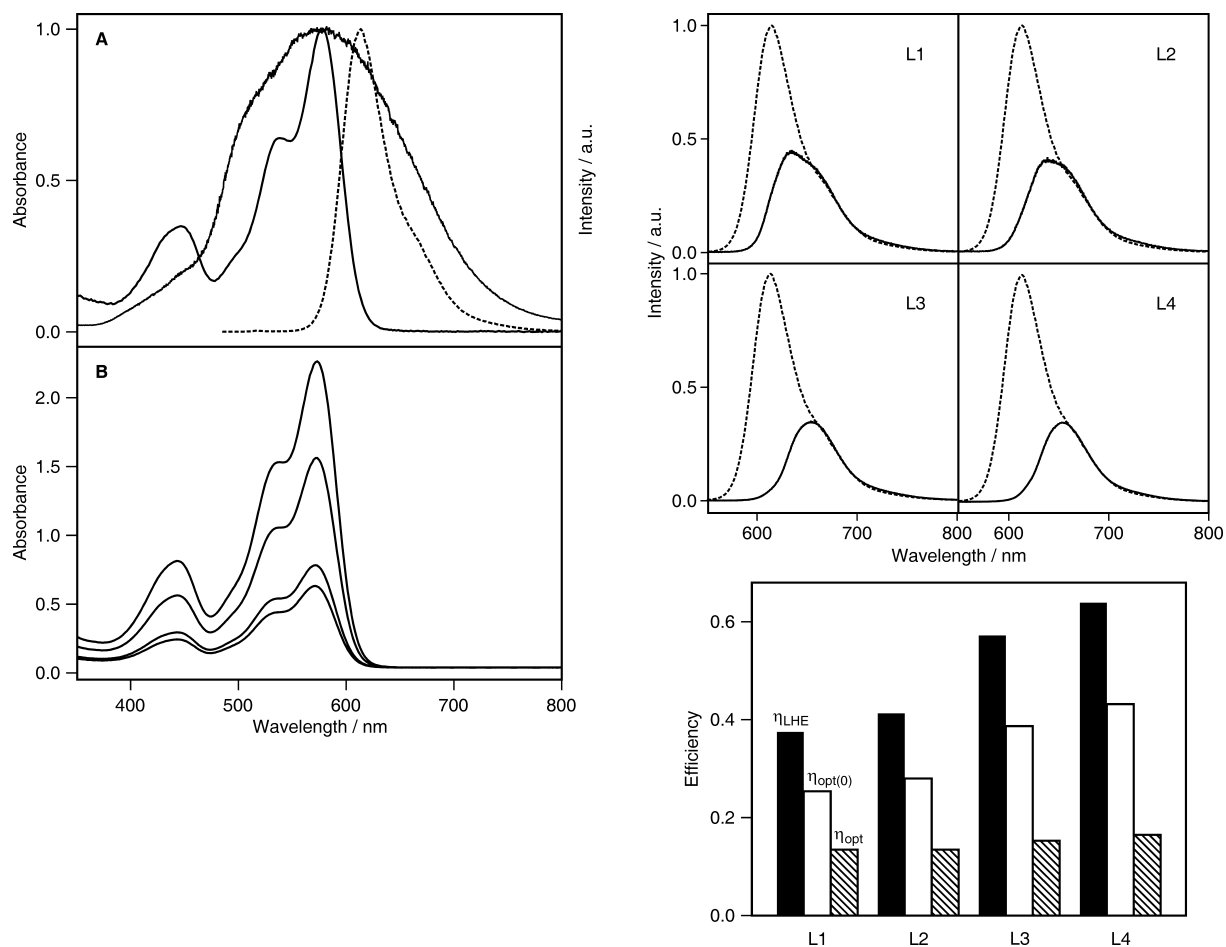 A
1.0
0.5
0.0
Absorbance
Intensity / a.u.
B
2.0
1.5
1.0
0.5
0.0
Absorbance
400 500 600 700 800
Wavelength / nm
L1 L2
1.0
0.5
0.0
Intensity / a.u.
L3 L4
1.0
0.5
0.0
600 700 800 600 700 800
Wavelength / nm
0.6
0.4
0.2
0.0
Efficiency
ηLHE
ηopt(0)
ηopt
L1 L2 L3 L4